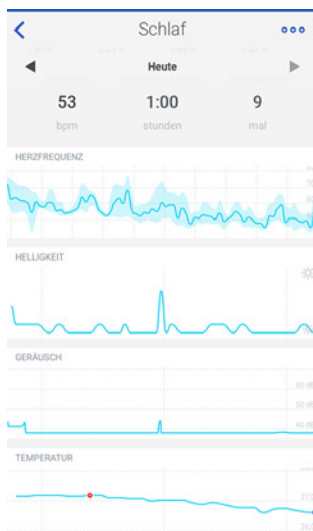 Schlaf
Heute
53
1:00
9
bpm
stunden
mal
HERZFREQUENZ
70
HELLIGKEIT
GERÄUSCH
60 dB
50 dB
40 dB
TEMPERATUR